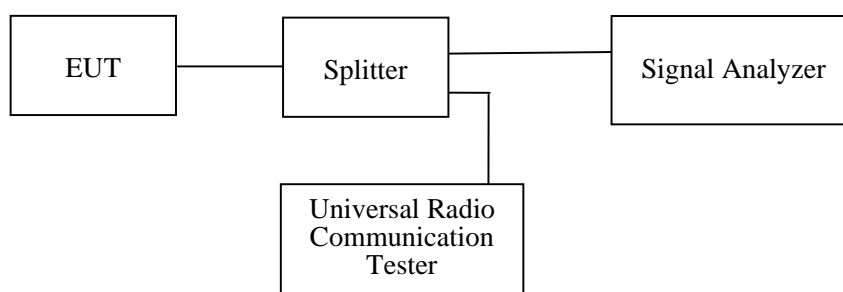 EUT
Splitter
Signal Analyzer
Universal Radio
Communication
Tester